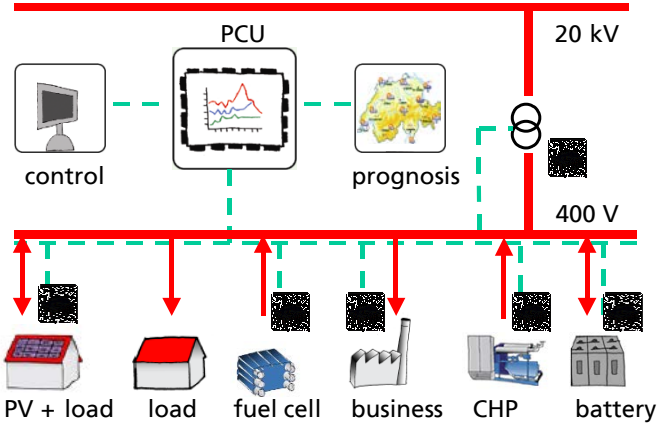 PCU
20 kV
control
prognosis
400 V
PV + load
load
fuel cell
business
CHP
battery